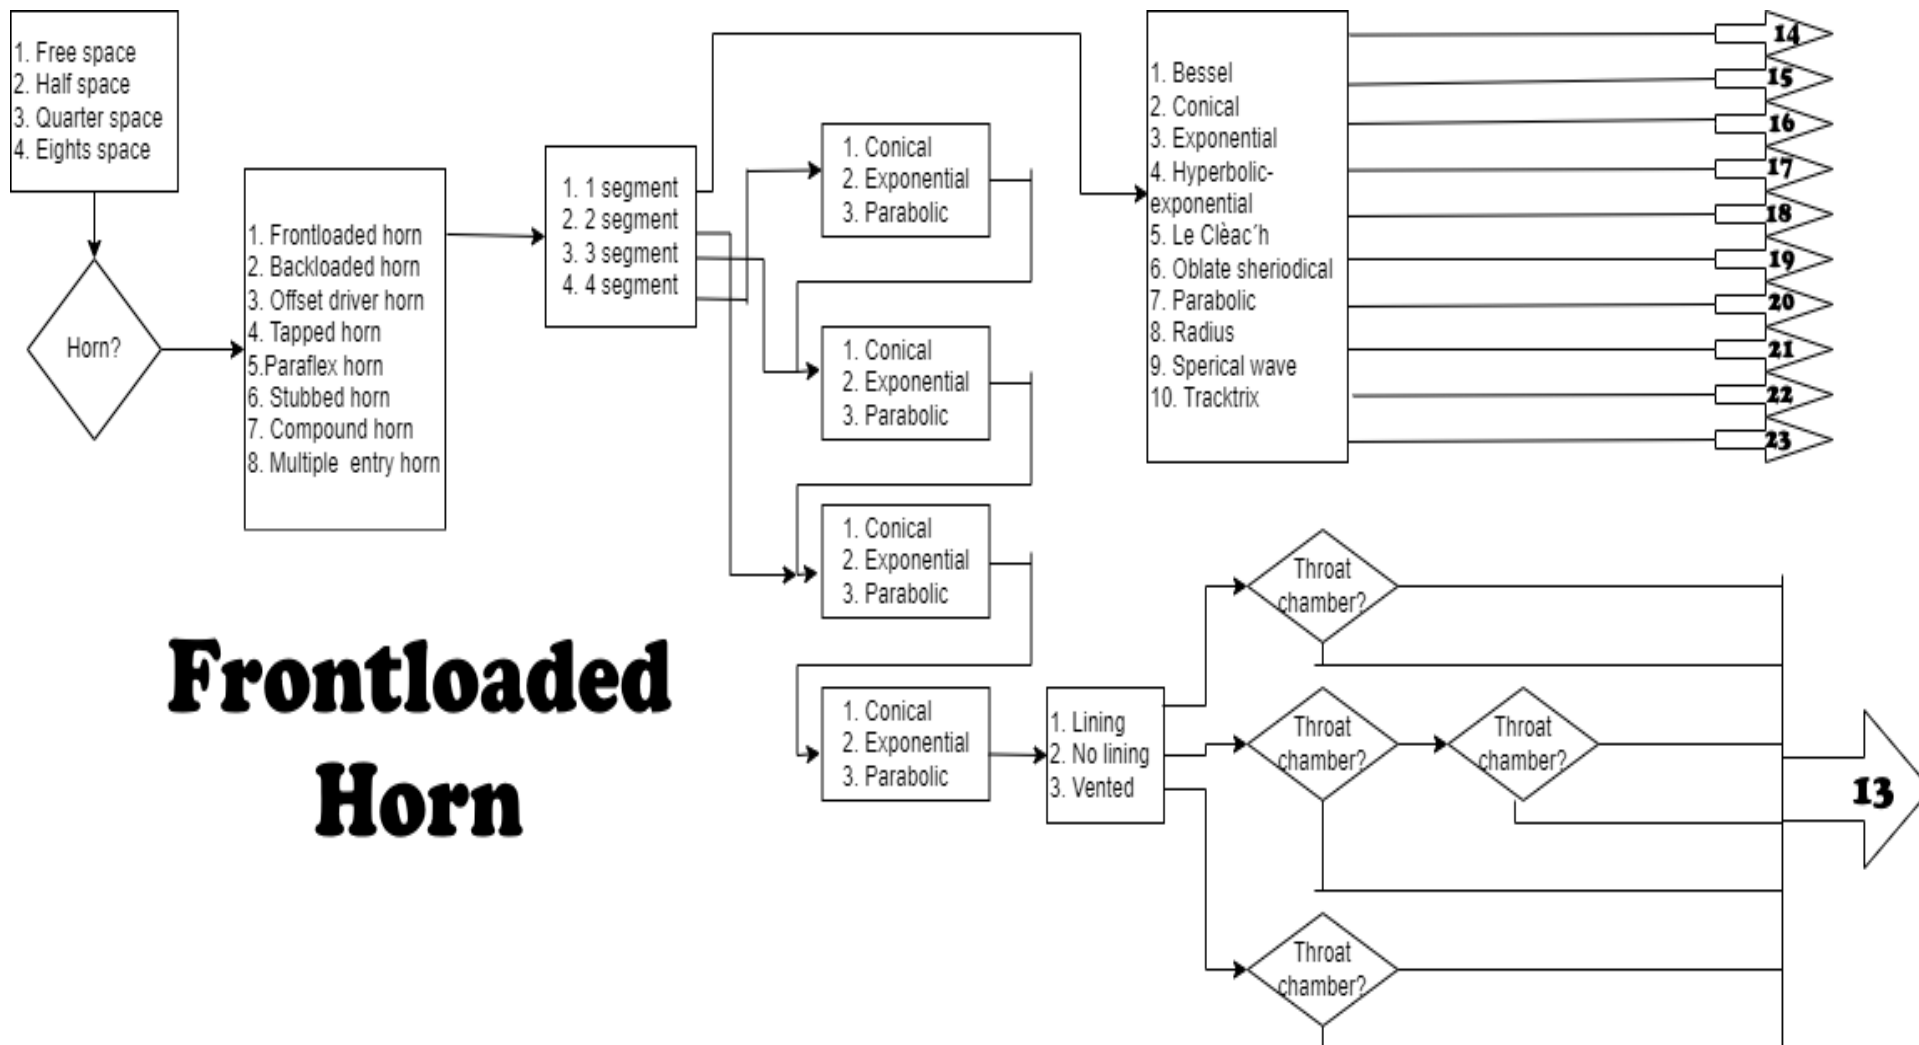 1. Free space
2. Half space
3. Quarter space
4. Eights space
Horn?
1. Frontloaded horn
2. Backloaded horn
3. Offset driver horn
4. Tapped horn
5.Paraflex horn
6. Stubbed horn
7. Compound horn
8. Multiple entry horn
1. 1 segment
2. 2 segment
3. 3 segment
4. 4 segment
1. Conical
2. Exponential
3. Parabolic
1. Conical
2. Exponential
3. Parabolic
1. Conical
2. Exponential
3. Parabolic
1. Conical
2. Exponential
3. Parabolic
1. Bessel
2. Conical
3. Exponential
4. Hyperbolic-
exponential
5. Le Clèac´h
6. Oblate sheriodical
7. Parabolic
8. Radius
9. Sperical wave
10. Tracktrix
14
15
16
17
18
19
20
21
22
23
1. Lining
2. No lining
3. Vented
Throat
chamber?
Throat
chamber?
Throat
chamber?
Throat
chamber?
13
Frontloaded
Horn